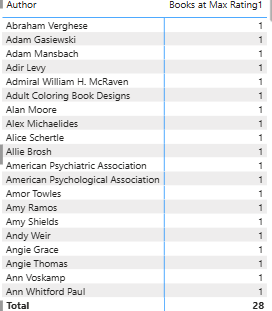 Author Books at Max Rating1
Abraham Verghese 1
Adam Gasiewski 1
Adam Mansbach 1
Adir Levy 1
Admiral William H. McRaven 1
Adult Coloring Book Designs 1
Alan Moore 1
Alex Michaelides 1
Alice Schertle 1
Allie Brosh 1
American Psychiatric Association 1
American Psychological Association 1
Amor Towles 1
Amy Ramos 1
Amy Shields 1
Andy Weir 1
Angie Grace 1
Angie Thomas 1
Ann Voskamp 1
Ann Whitford Paul 1
Total 28